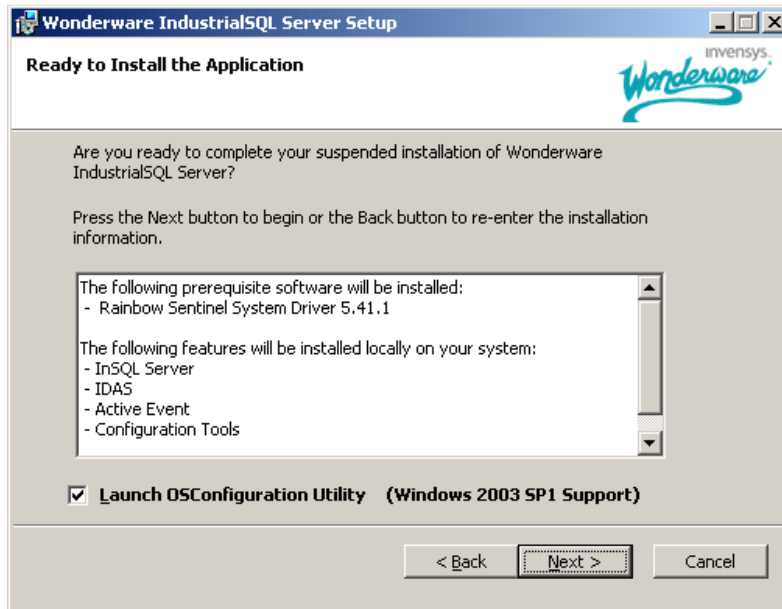 Wonderware IndustrialSQL Server Setup
Ready to Install the Application
invensys.
Wonderware
Are you ready to complete your suspended installation of Wonderware
IndustrialSQL Server?
Press the Next button to begin or the Back button to re-enter the installation
information.
The following prerequisite software will be installed:
- Rainbow Sentinel System Driver 5.41.1
The following features will be installed locally on your system:
- InSQL Server
- IDAS
- Active Event
- Configuration Tools
Launch OSConfiguration Utility (Windows 2003 SP1 Support)
< Back Next > Cancel